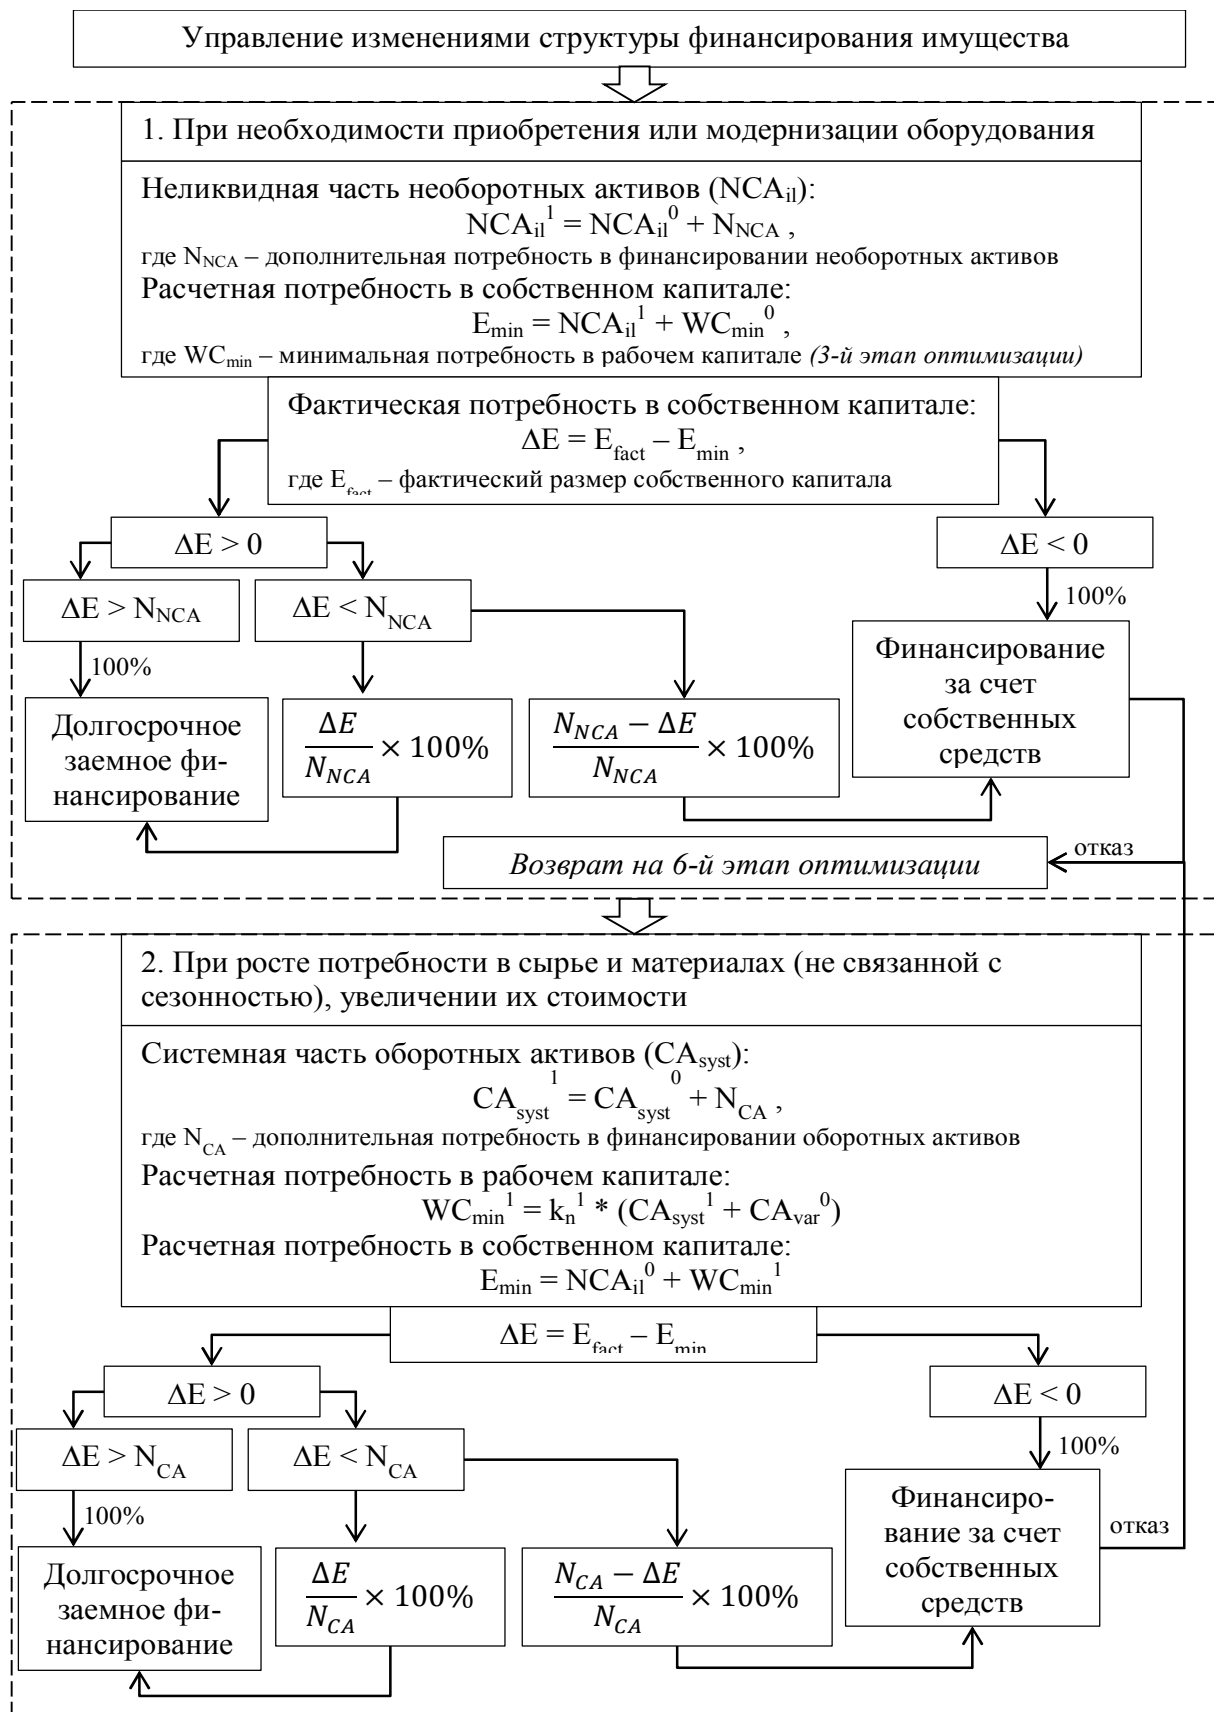 Управление изменениями структуры финансирования имущества
1. При необходимости приобретения или модернизации оборудования
Неликвидная часть необоротных активов (NCA_il):
NCA_il^1 = NCA_il^0 + N_NCA ,
где N_NCA – дополнительная потребность в финансировании необоротных активов
Расчетная потребность в собственном капитале:
E_min = NCA_il^1 + WC_min^0 ,
где WC_min – минимальная потребность в рабочем капитале (3-й этап оптимизации)
Фактическая потребность в собственном капитале:
ΔE = E_fact – E_min ,
где E_fact – фактический размер собственного капитала
ΔE > 0
ΔE < 0
ΔE > N_NCA
ΔE < N_NCA
100%
100%
Финансирование
за счет
собственных
средств
Долгосрочное
заемное фи-
нансирование
ΔE / N_NCA × 100%
N_NCA − ΔE / N_NCA × 100%
отказ
Возврат на 6-й этап оптимизации
2. При росте потребности в сырье и материалах (не связанной с
сезонностью), увеличении их стоимости
Системная часть оборотных активов (CA_syst):
CA_syst^1 = CA_syst^0 + N_CA ,
где N_CA – дополнительная потребность в финансировании оборотных активов
Расчетная потребность в рабочем капитале:
WC_min^1 = k_n^1 * (CA_syst^1 + CA_var^0)
Расчетная потребность в собственном капитале:
E_min = NCA_il^0 + WC_min^1
ΔE = E_fact – E_min
ΔE > 0
ΔE < 0
ΔE > N_CA
ΔE < N_CA
100%
100%
Финансиро-
вание за счет
собственных
средств
отказ
Долгосрочное
заемное фи-
нансирование
ΔE / N_CA × 100%
N_CA − ΔE / N_CA × 100%